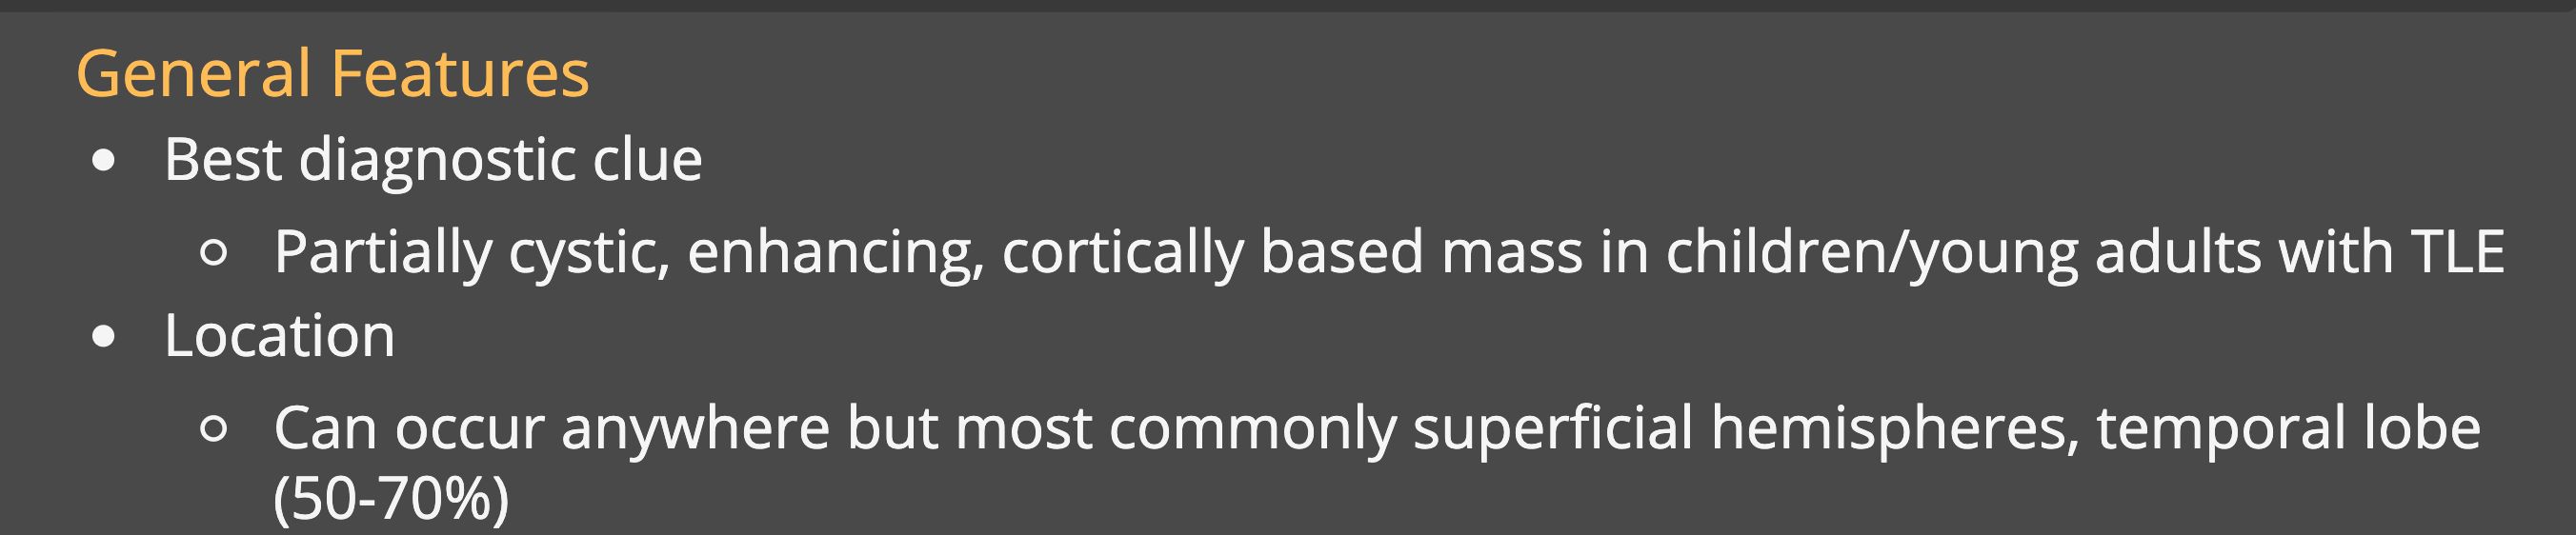 General Features
● Best diagnostic clue
○ Partially cystic, enhancing, cortically based mass in children/young adults with TLE
● Location
○ Can occur anywhere but most commonly superficial hemispheres, temporal lobe
(50-70%)